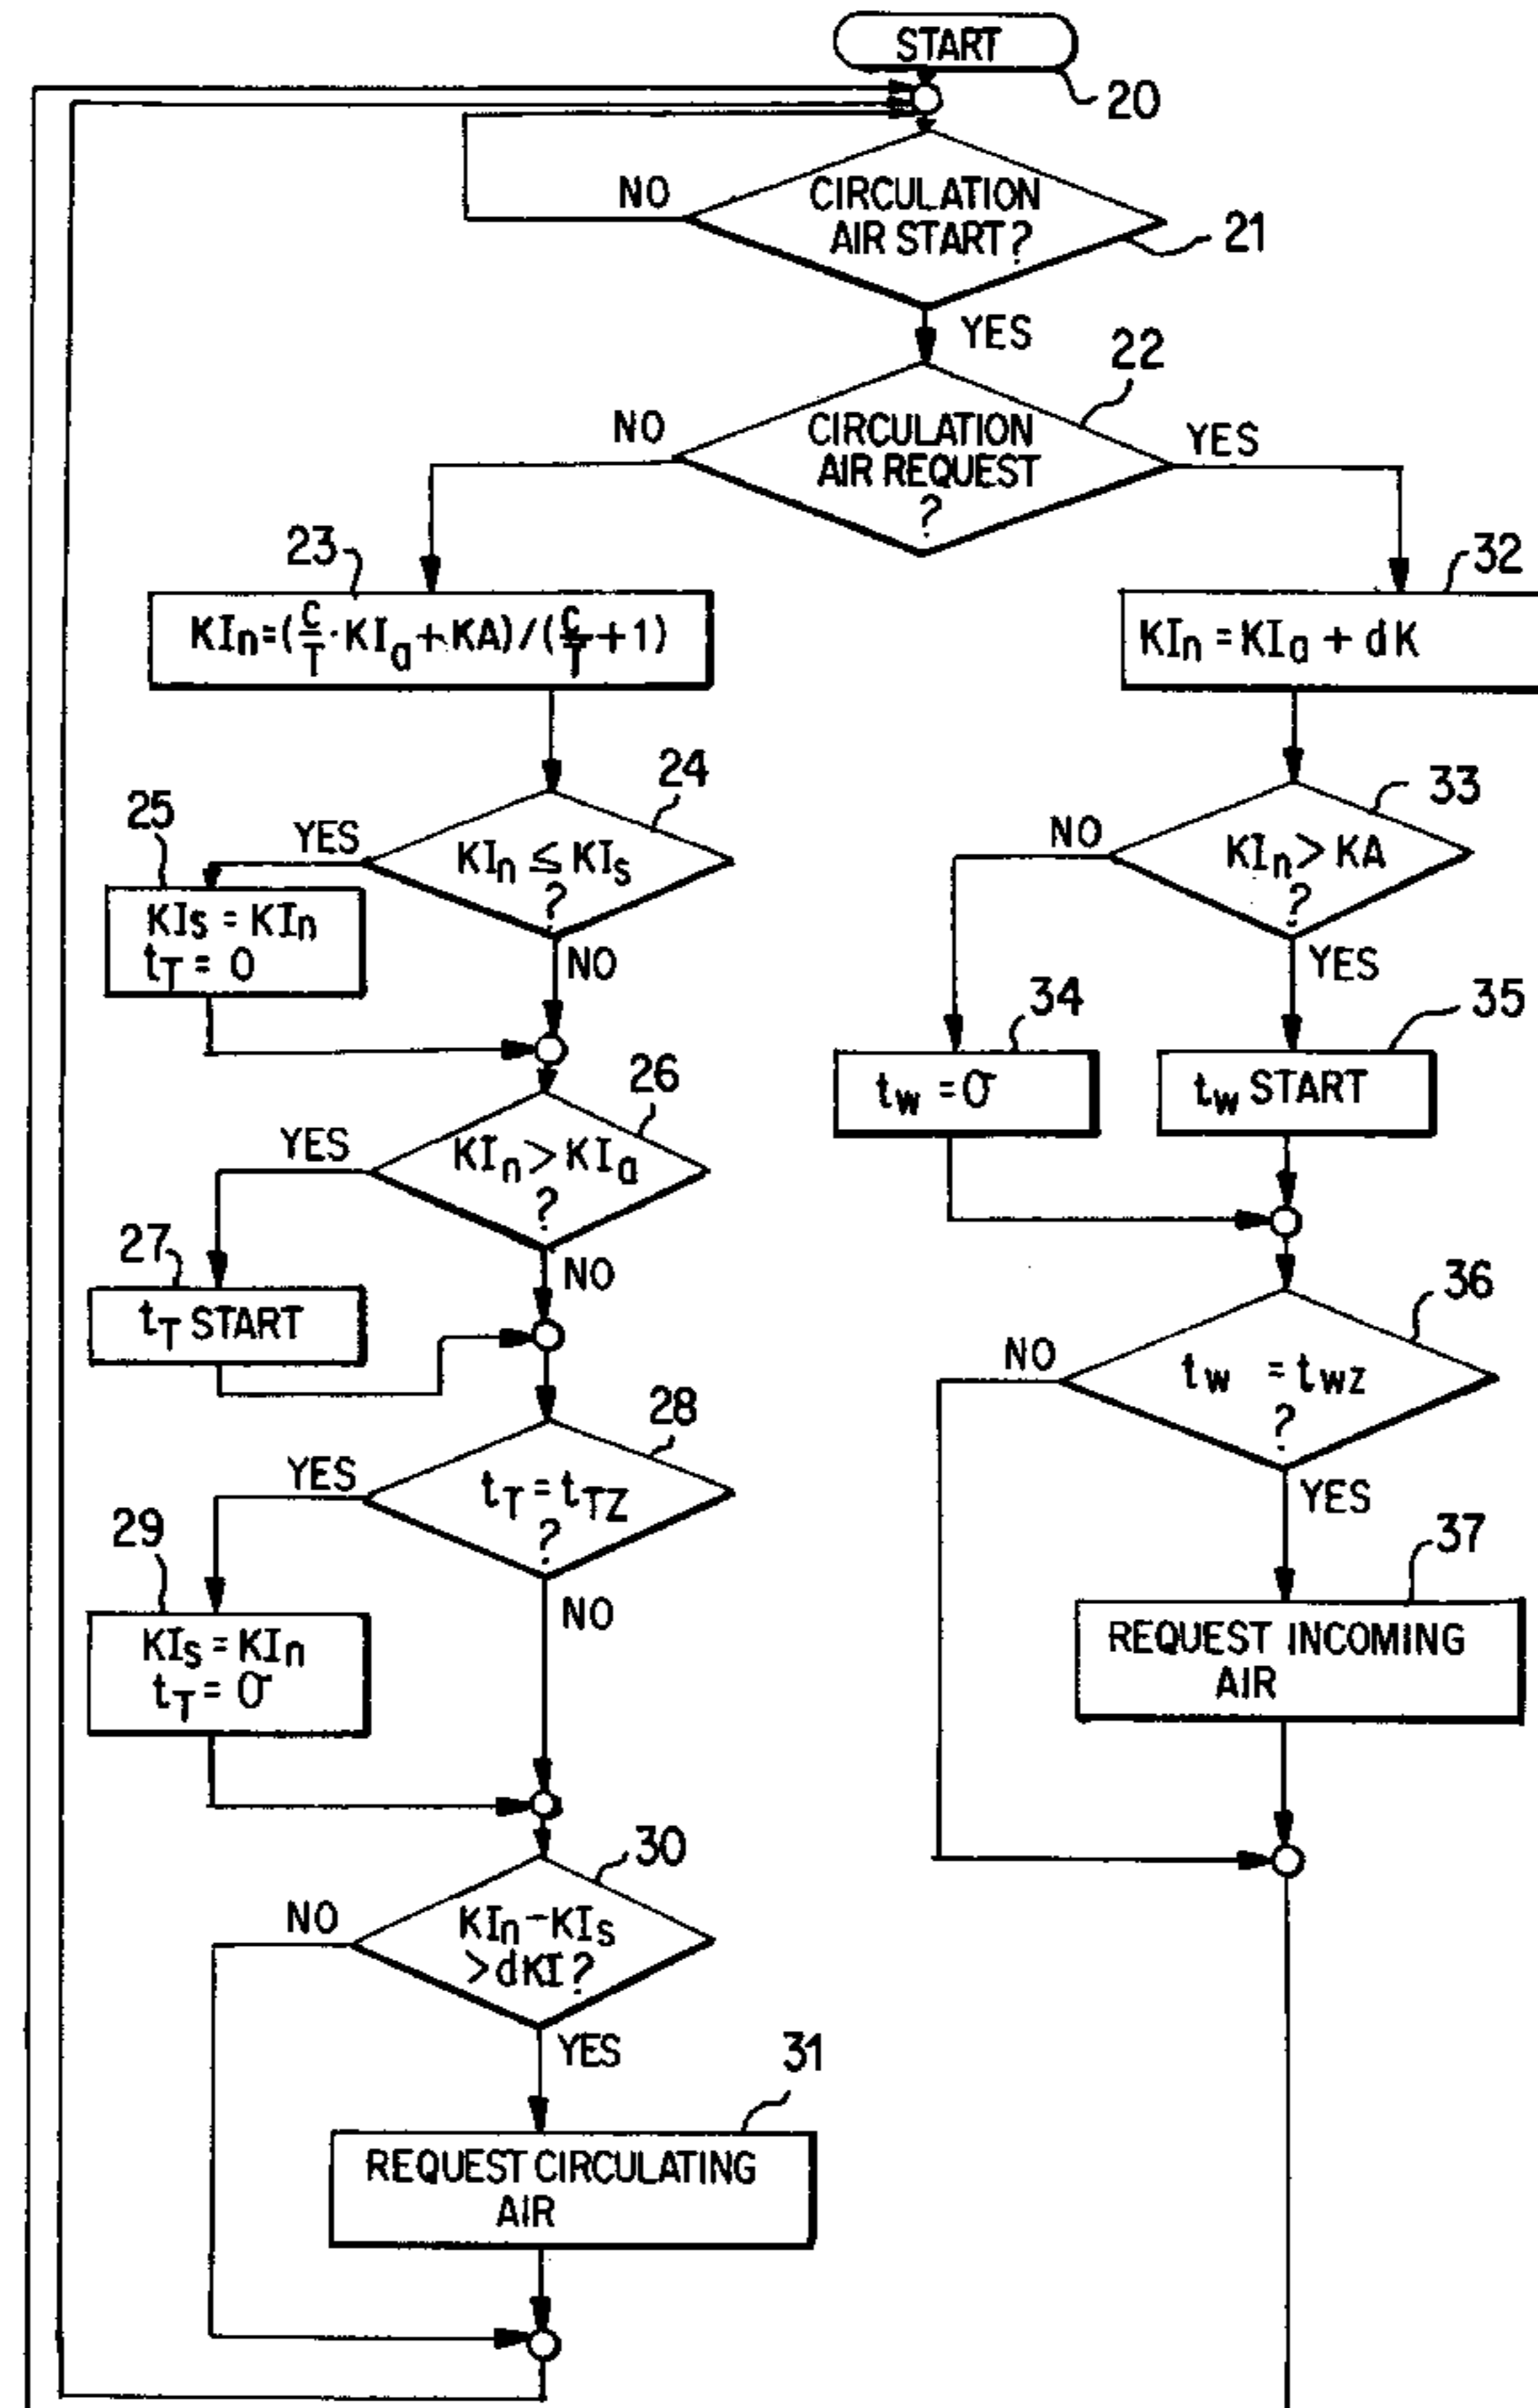 START
20
CIRCULATION
AIR START?
21
NO
YES
22
CIRCULATION
AIR REQUEST
?
NO
YES
23
KIn=(C/T·KIa+KA)/(C/T+1)
32
KIn = KIa + dK
24
KIn ≤ KIs
?
YES
NO
25
KIs = KIn
tT = 0
33
KIn > KA
?
NO
YES
34
tw = 0
35
tw START
26
KIn > KIa
?
YES
NO
27
tT START
36
tw = twz
?
NO
YES
28
tT = tTZ
?
YES
NO
29
KIs = KIn
tT = 0
37
REQUEST INCOMING
AIR
30
KIn-KIs
>dKI?
NO
YES
31
REQUEST CIRCULATING
AIR